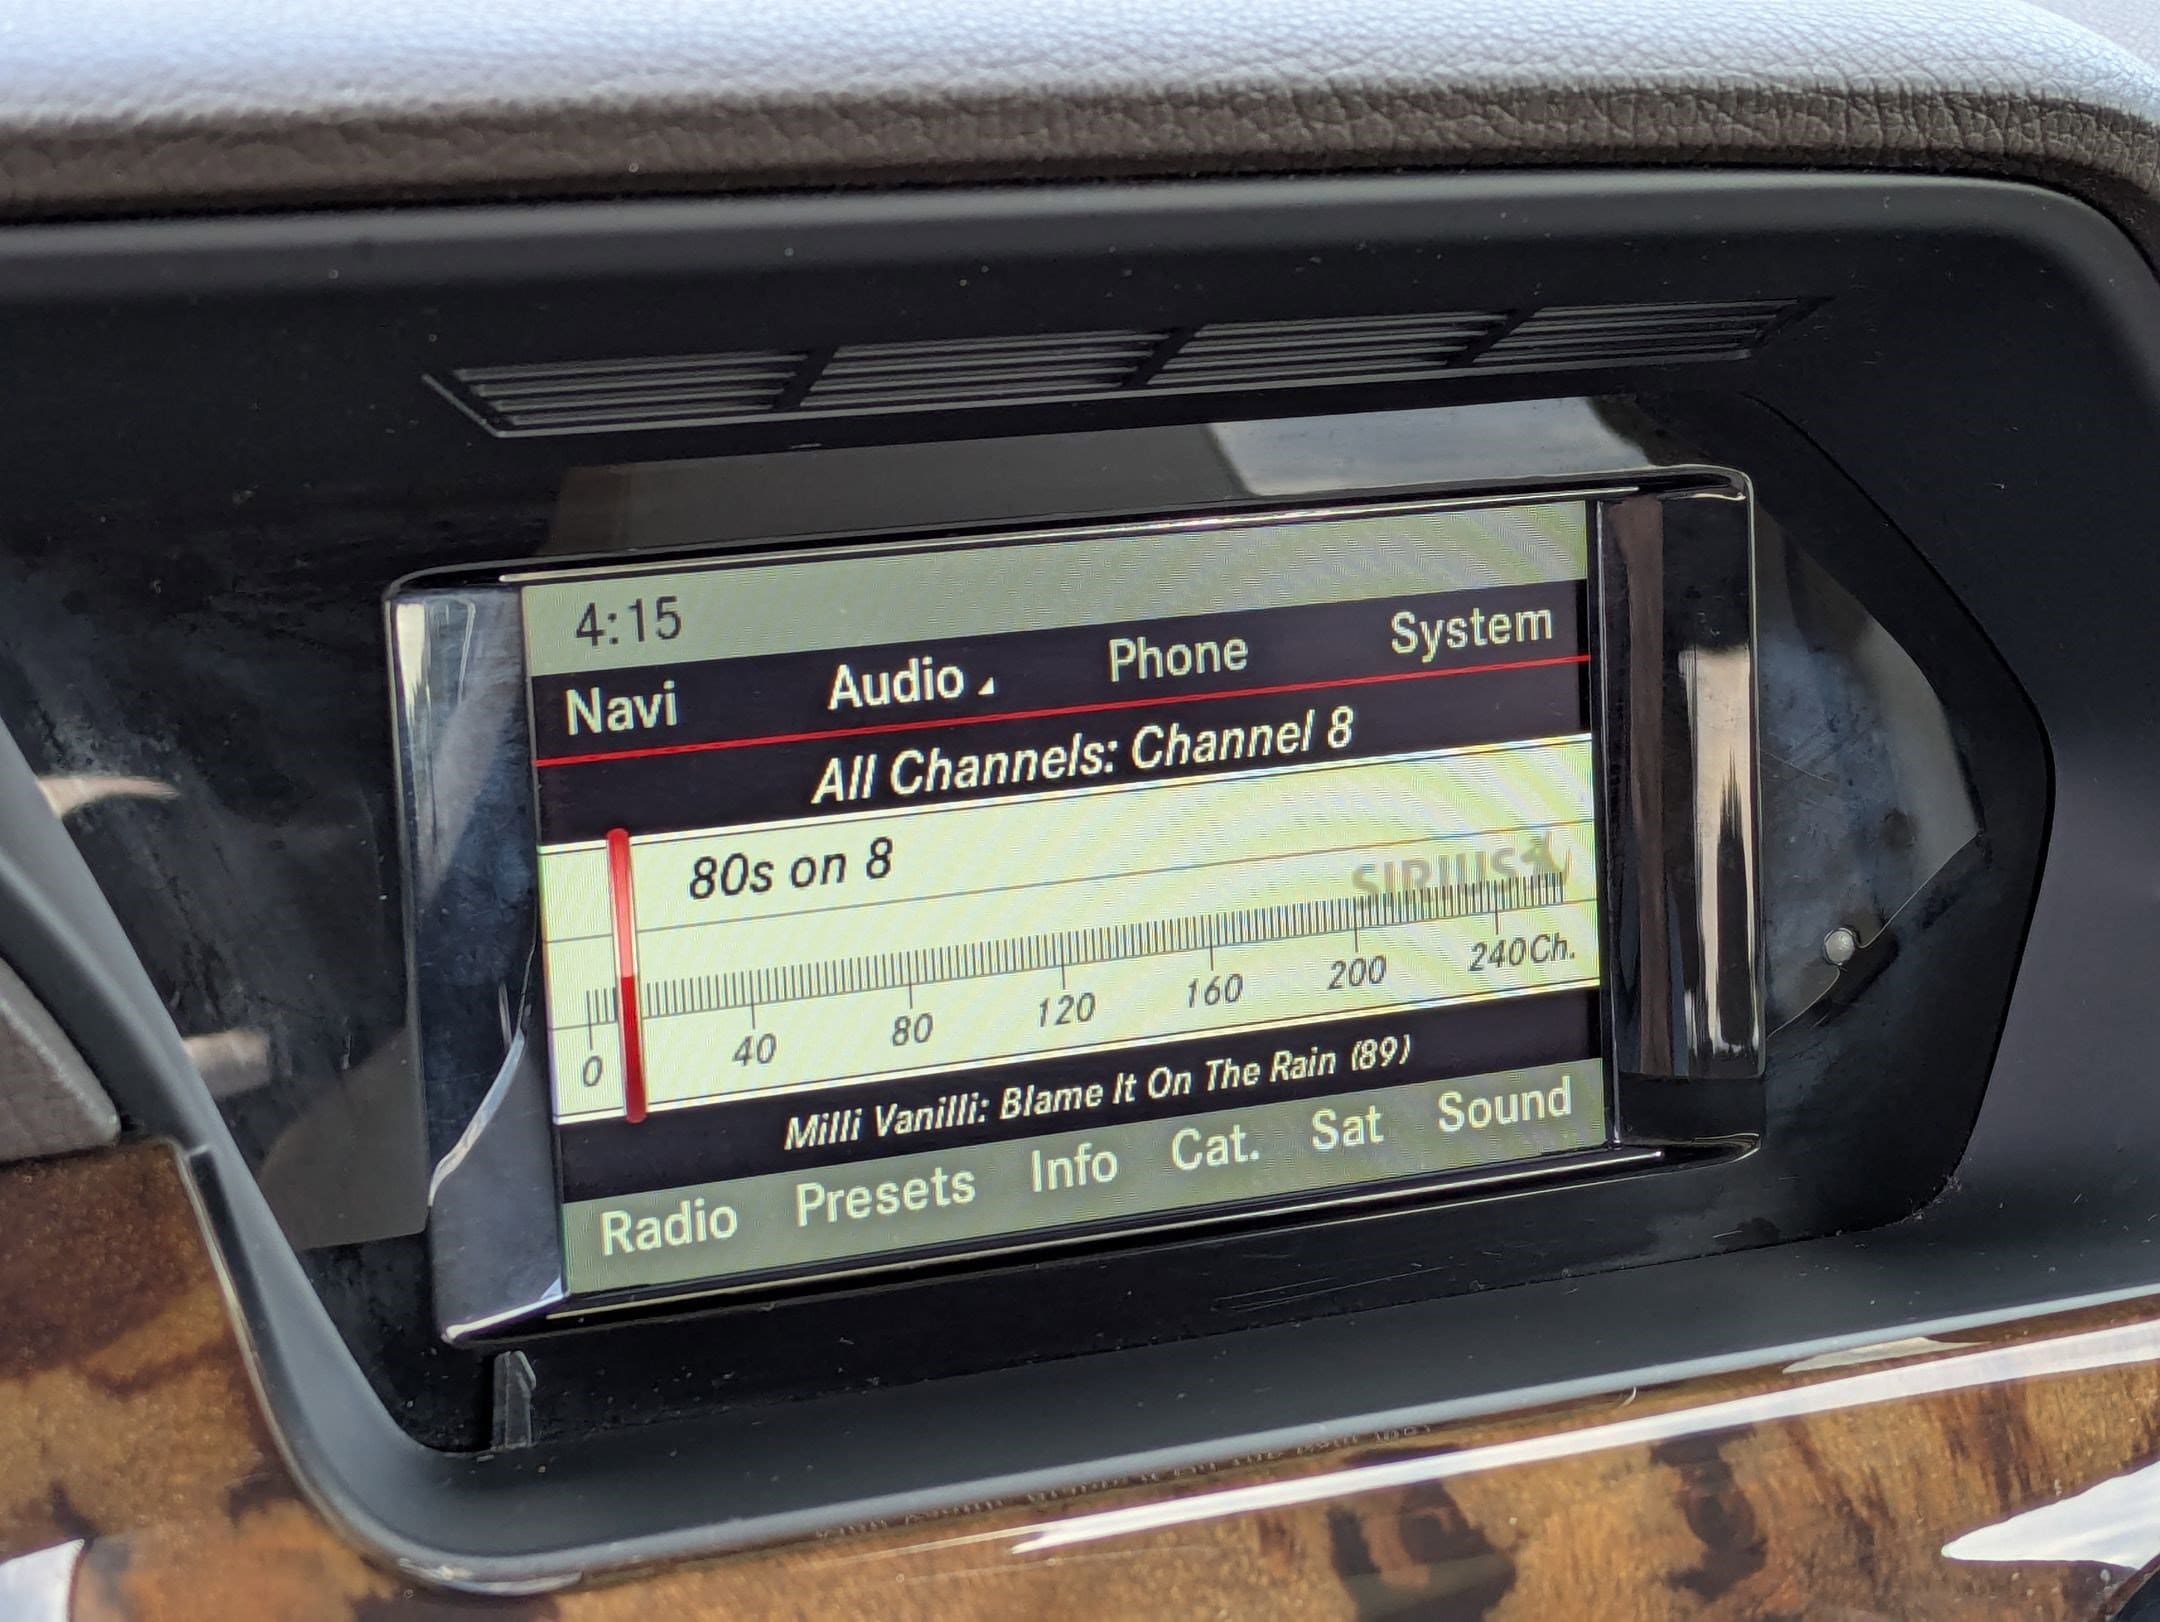 4:15
Navi Audio Phone System
All Channels: Channel 8
80s on 8
SIRIUS
0 40 80 120 160 200 240Ch.
Milli Vanilli: Blame It On The Rain (89)
Radio Presets Info Cat. Sat Sound